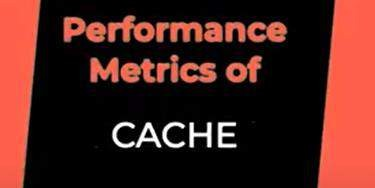 Performance
Metrics of
CACHE